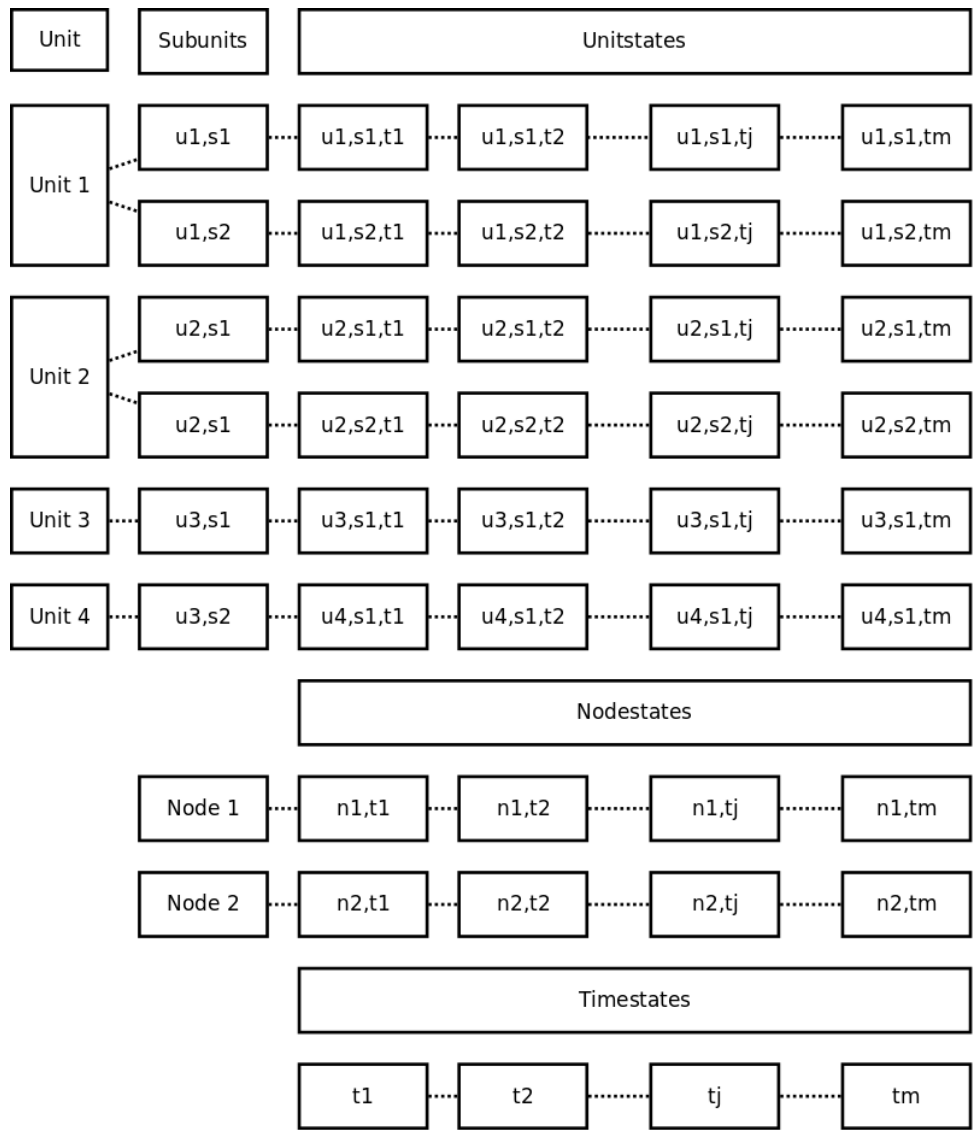 Unit Subunits Unitstates
u1,s1 u1,s1,t1 u1,s1,t2 u1,s1,tj u1,s1,tm
Unit 1
u1,s2 u1,s2,t1 u1,s2,t2 u1,s2,tj u1,s2,tm
u2,s1 u2,s1,t1 u2,s1,t2 u2,s1,tj u2,s1,tm
Unit 2
u2,s1 u2,s2,t1 u2,s2,t2 u2,s2,tj u2,s2,tm
Unit 3 u3,s1 u3,s1,t1 u3,s1,t2 u3,s1,tj u3,s1,tm
Unit 4 u3,s2 u4,s1,t1 u4,s1,t2 u4,s1,tj u4,s1,tm
Nodestates
Node 1 n1,t1 n1,t2 n1,tj n1,tm
Node 2 n2,t1 n2,t2 n2,tj n2,tm
Timestates
t1 t2 tj tm